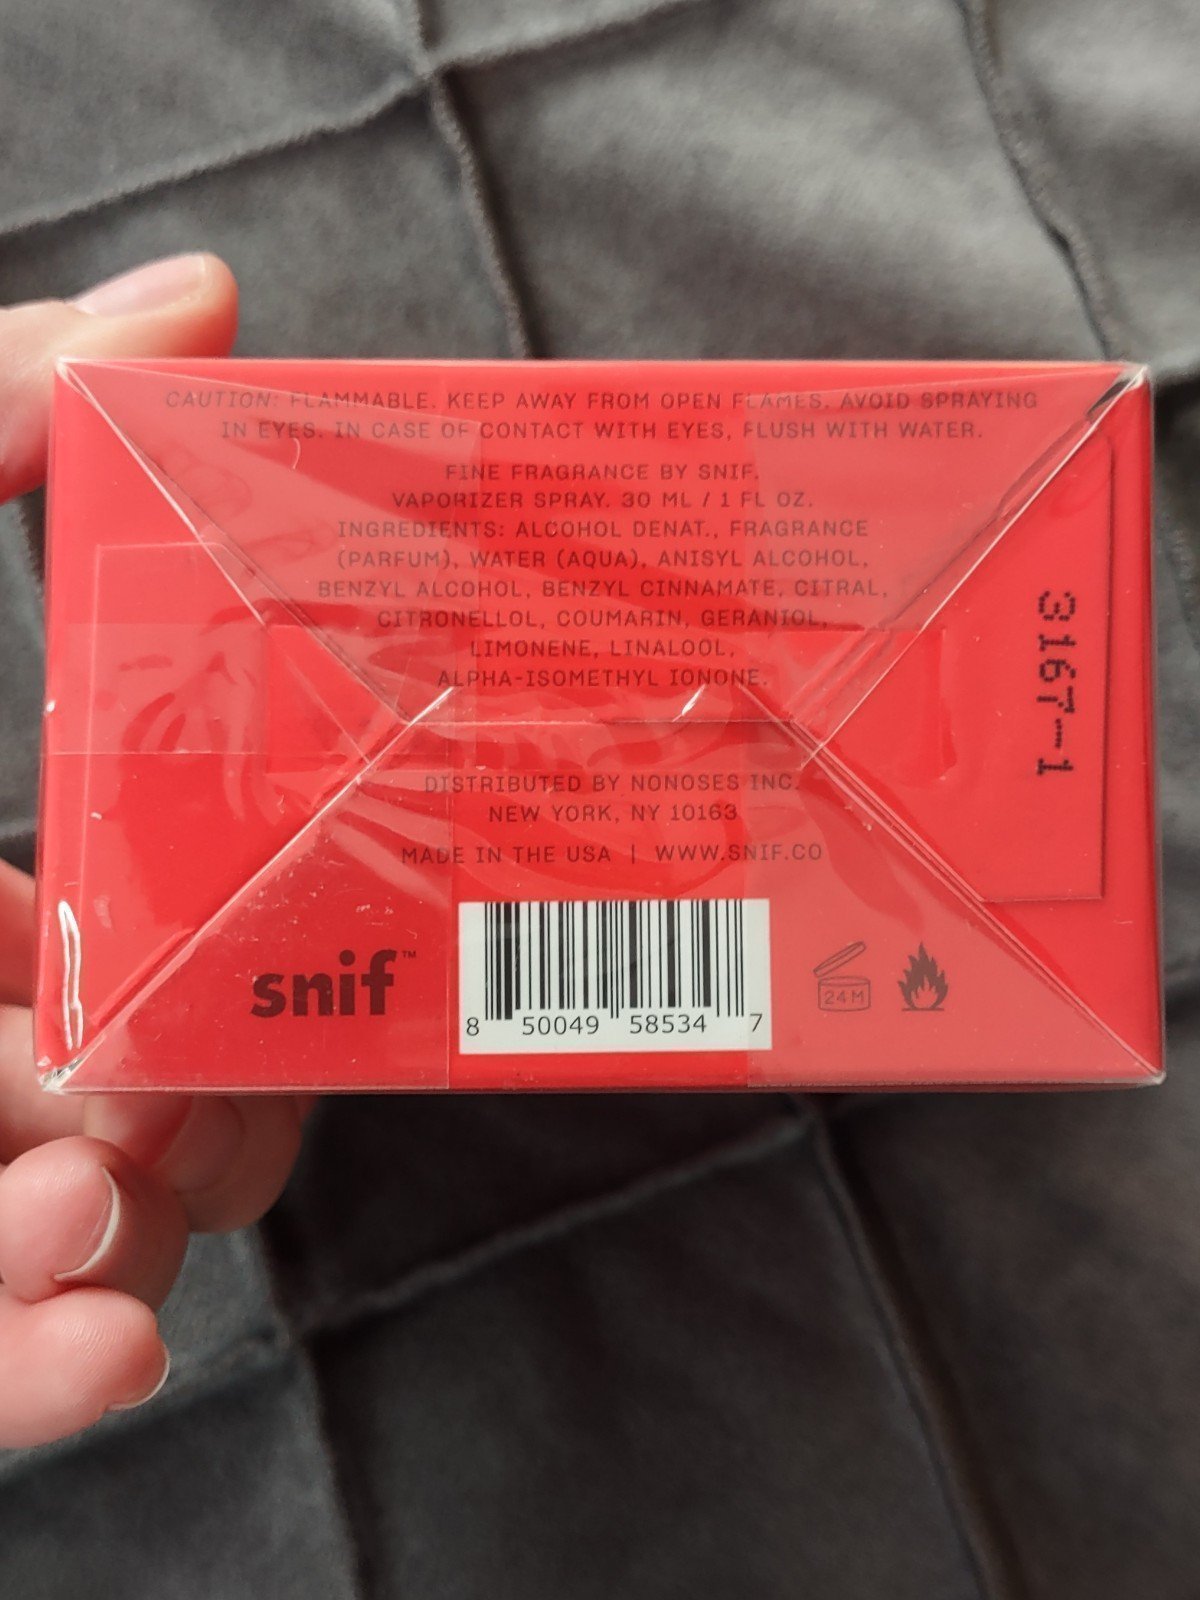 CAUTION: FLAMMABLE. KEEP AWAY FROM OPEN FLAMES. AVOID SPRAYING
IN EYES. IN CASE OF CONTACT WITH EYES, FLUSH WITH WATER.
FINE FRAGRANCE BY SNIF.
VAPORIZER SPRAY. 30 ML / 1 FL OZ.
INGREDIENTS: ALCOHOL DENAT., FRAGRANCE
(PARFUM), WATER (AQUA), ANISYL ALCOHOL,
BENZYL ALCOHOL, BENZYL CINNAMATE, CITRAL,
CITRONELLOL, COUMARIN, GERANIOL,
LIMONENE, LINALOOL,
ALPHA-ISOMETHYL IONONE.
3167-1
DISTRIBUTED BY NONOSES INC.
NEW YORK, NY 10163
MADE IN THE USA | WWW.SNIF.CO
snif™
8 50049 58534 7
24M